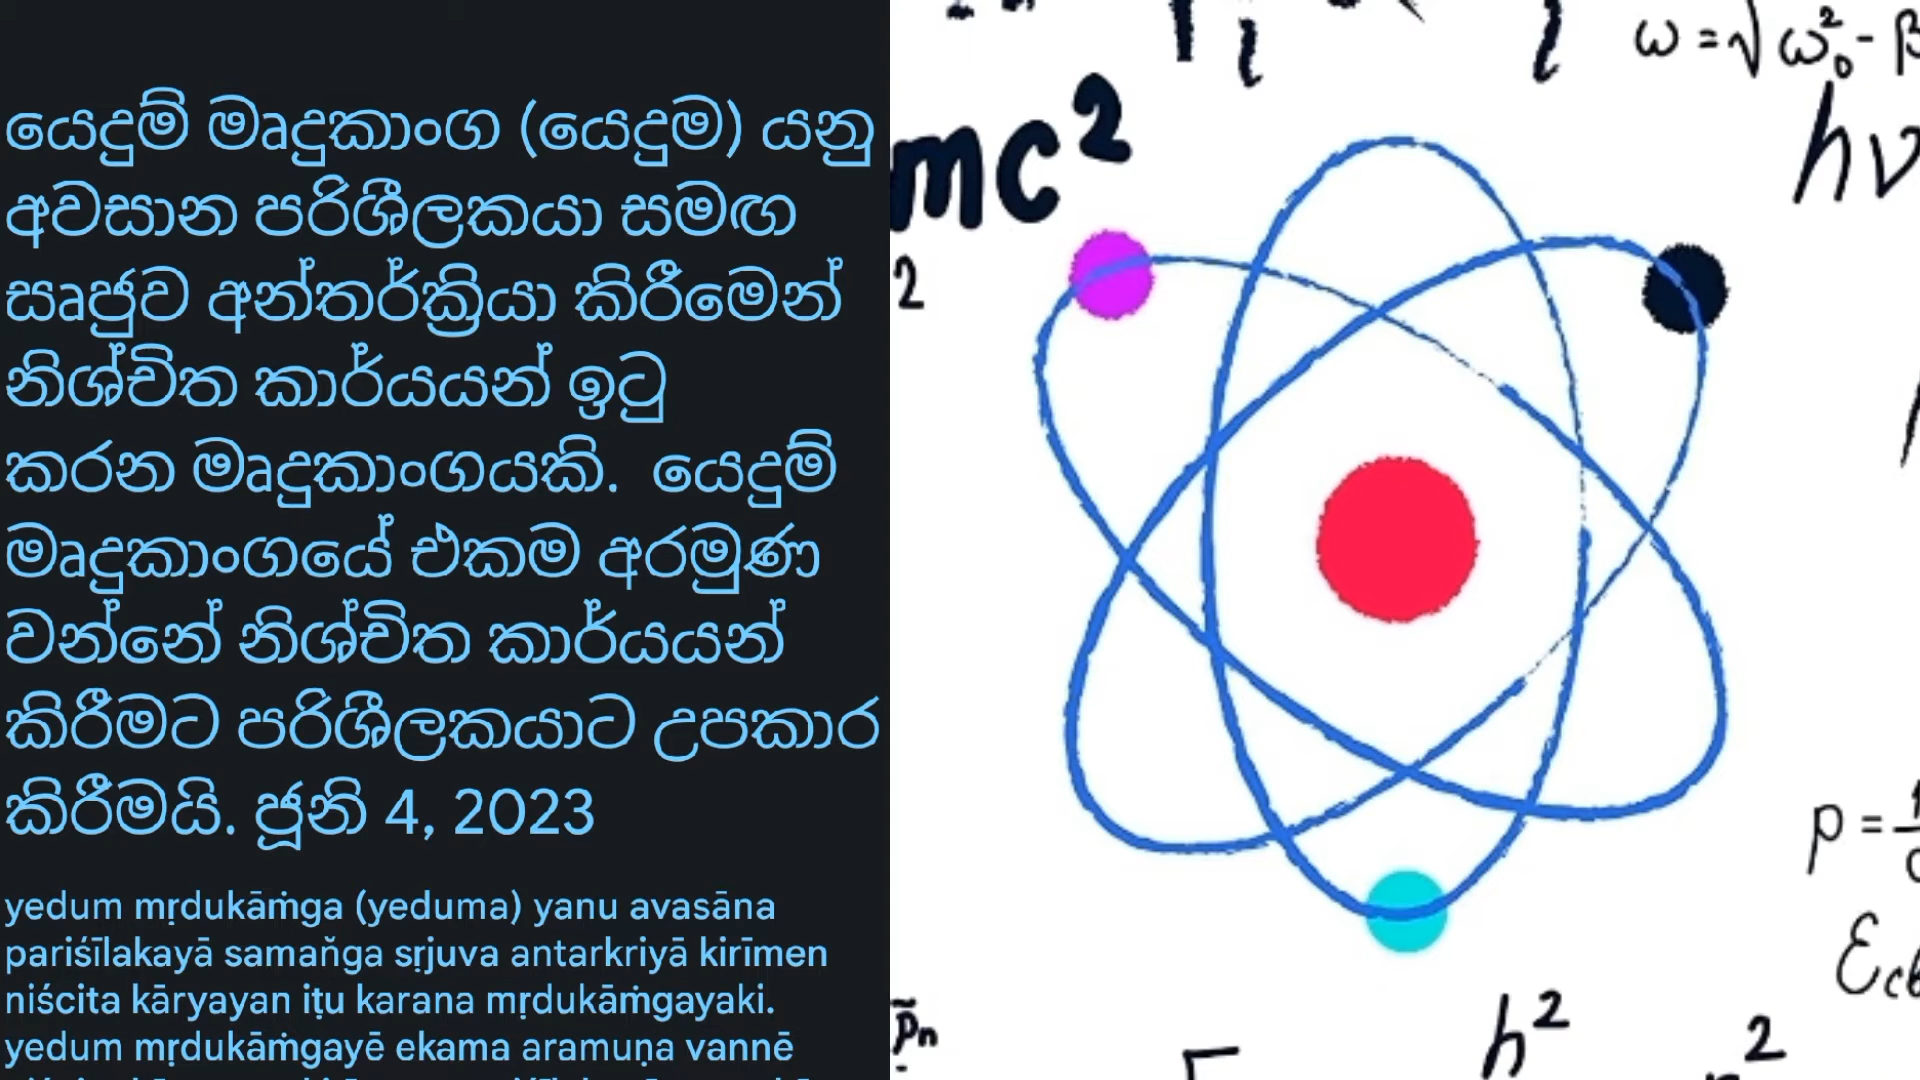 යෙදුම් මෘදුකාංග (යෙදුම) යනු
අවසාන පරිශීලකයා සමඟ
සෘජුව අන්තර්ක්‍රියා කිරීමෙන්
නිශ්චිත කාර්යයන් ඉටු
කරන මෘදුකාංගයකි.  යෙදුම්
මෘදුකාංගයේ එකම අරමුණ
වන්නේ නිශ්චිත කාර්යයන්
කිරීමට පරිශීලකයාට උපකාර
කිරීමයි. ජූනි 4, 2023
yedum mṛdukāṁga (yeduma) yanu avasāna
pariśīlakayā samaňga sṛjuva antarkriyā kirīmen
niścita kāryayan iṭu karana mṛdukāṁgayaki.
yedum mṛdukāṁgayē ekama aramuṇa vannē
ω = √ ω₀² - β
mc²
hν
2
p =
h²
2